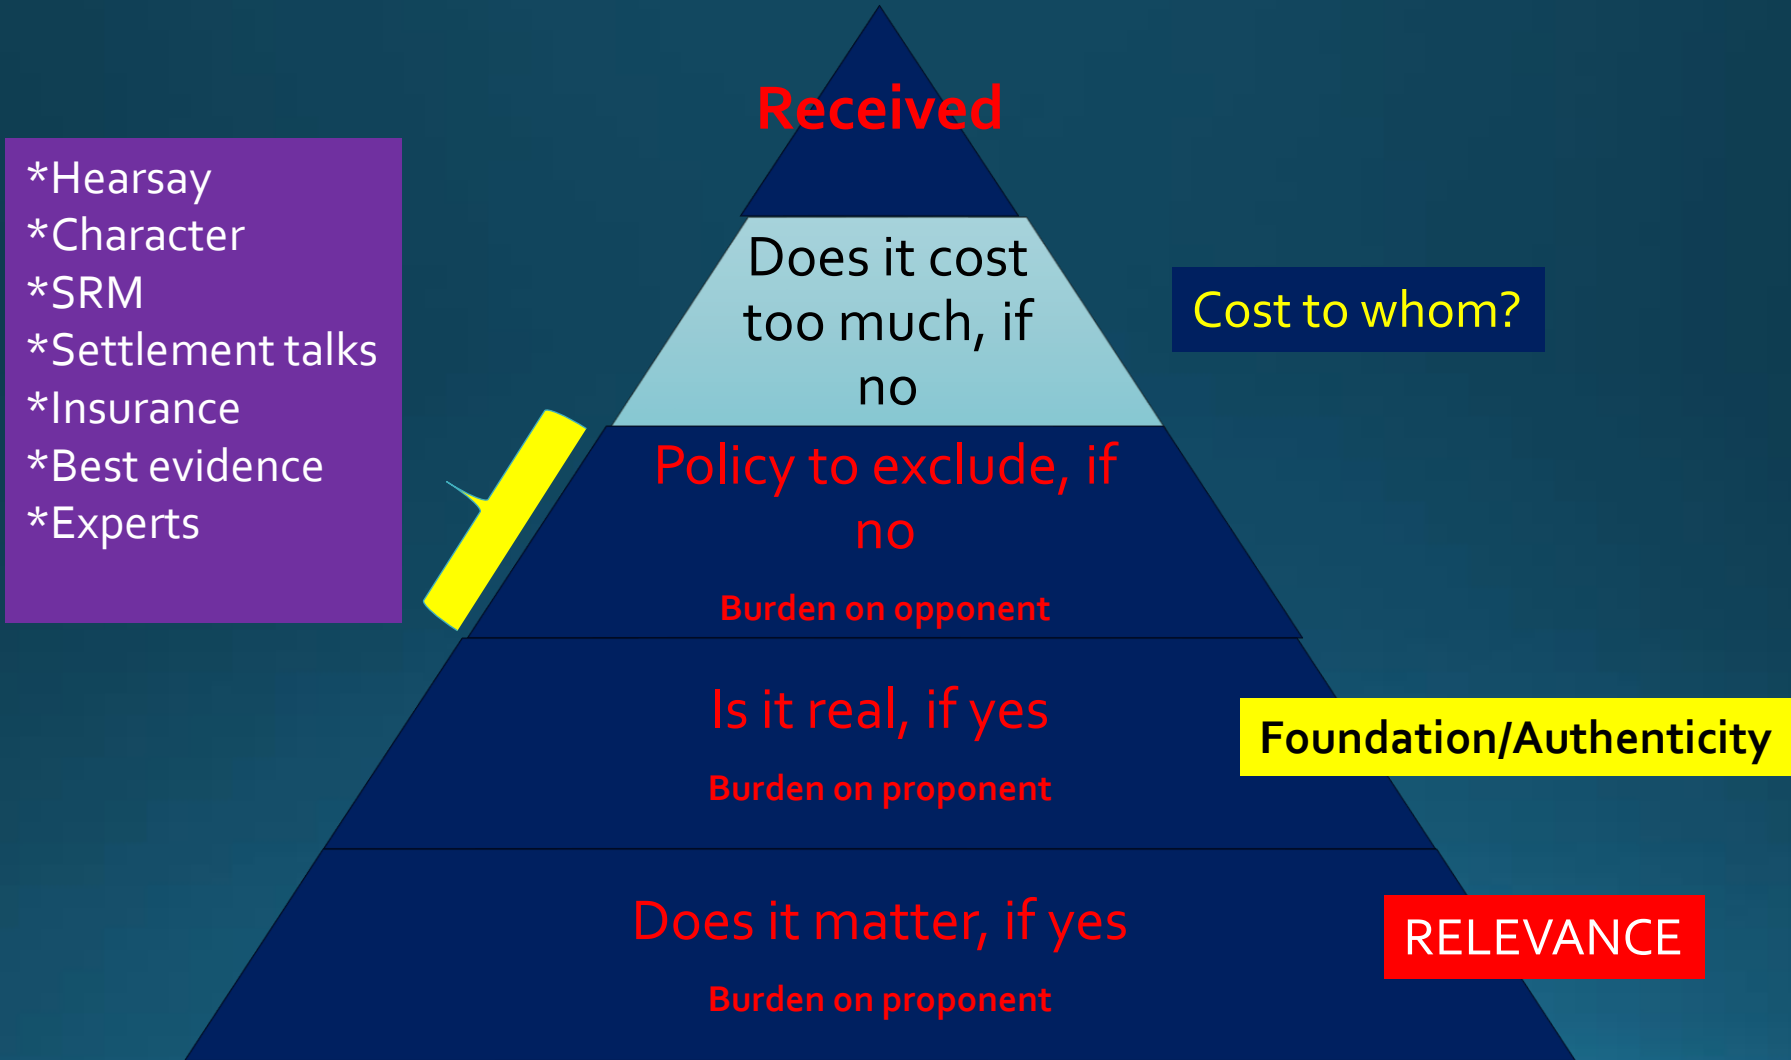 Received
*Hearsay
*Character
*SRM
*Settlement talks
*Insurance
*Best evidence
*Experts
Does it cost
too much, if
no
Cost to whom?
Policy to exclude, if
no
Burden on opponent
Is it real, if yes
Burden on proponent
Foundation/Authenticity
Does it matter, if yes
Burden on proponent
RELEVANCE